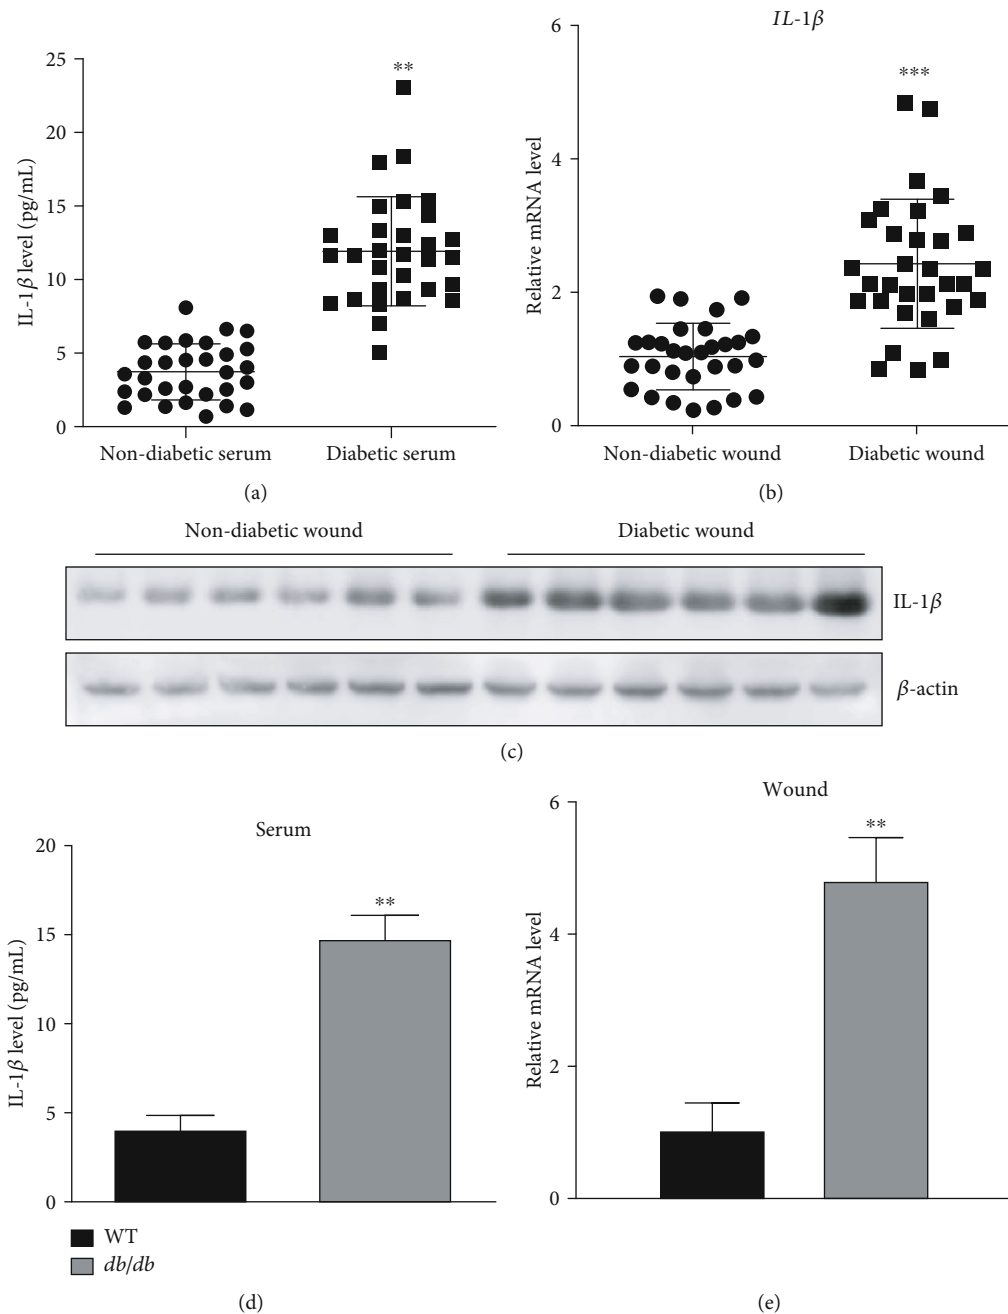 25
20
15
10
5
0
IL-1β level (pg/mL)
**
Non-diabetic serum
Diabetic serum
(a)
IL-1β
6
4
2
0
Relative mRNA level
***
Non-diabetic wound
Diabetic wound
(b)
Non-diabetic wound
Diabetic wound
IL-1β
β-actin
(c)
Serum
20
15
10
5
0
IL-1β level (pg/mL)
**
WT
db/db
(d)
Wound
6
4
2
0
Relative mRNA level
**
(e)